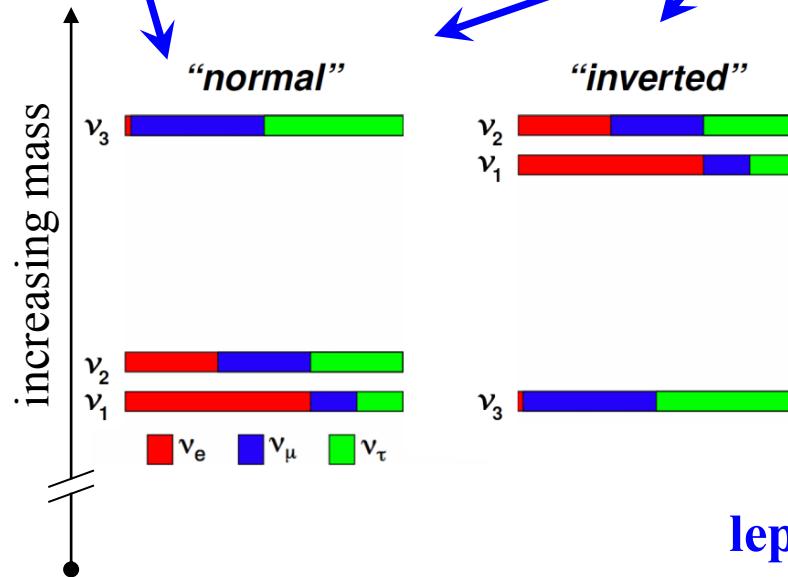 increasing mass
“normal”
“inverted”
ν3
ν2
ν1
ν2
ν1
ν3
νe νμ ντ
lep